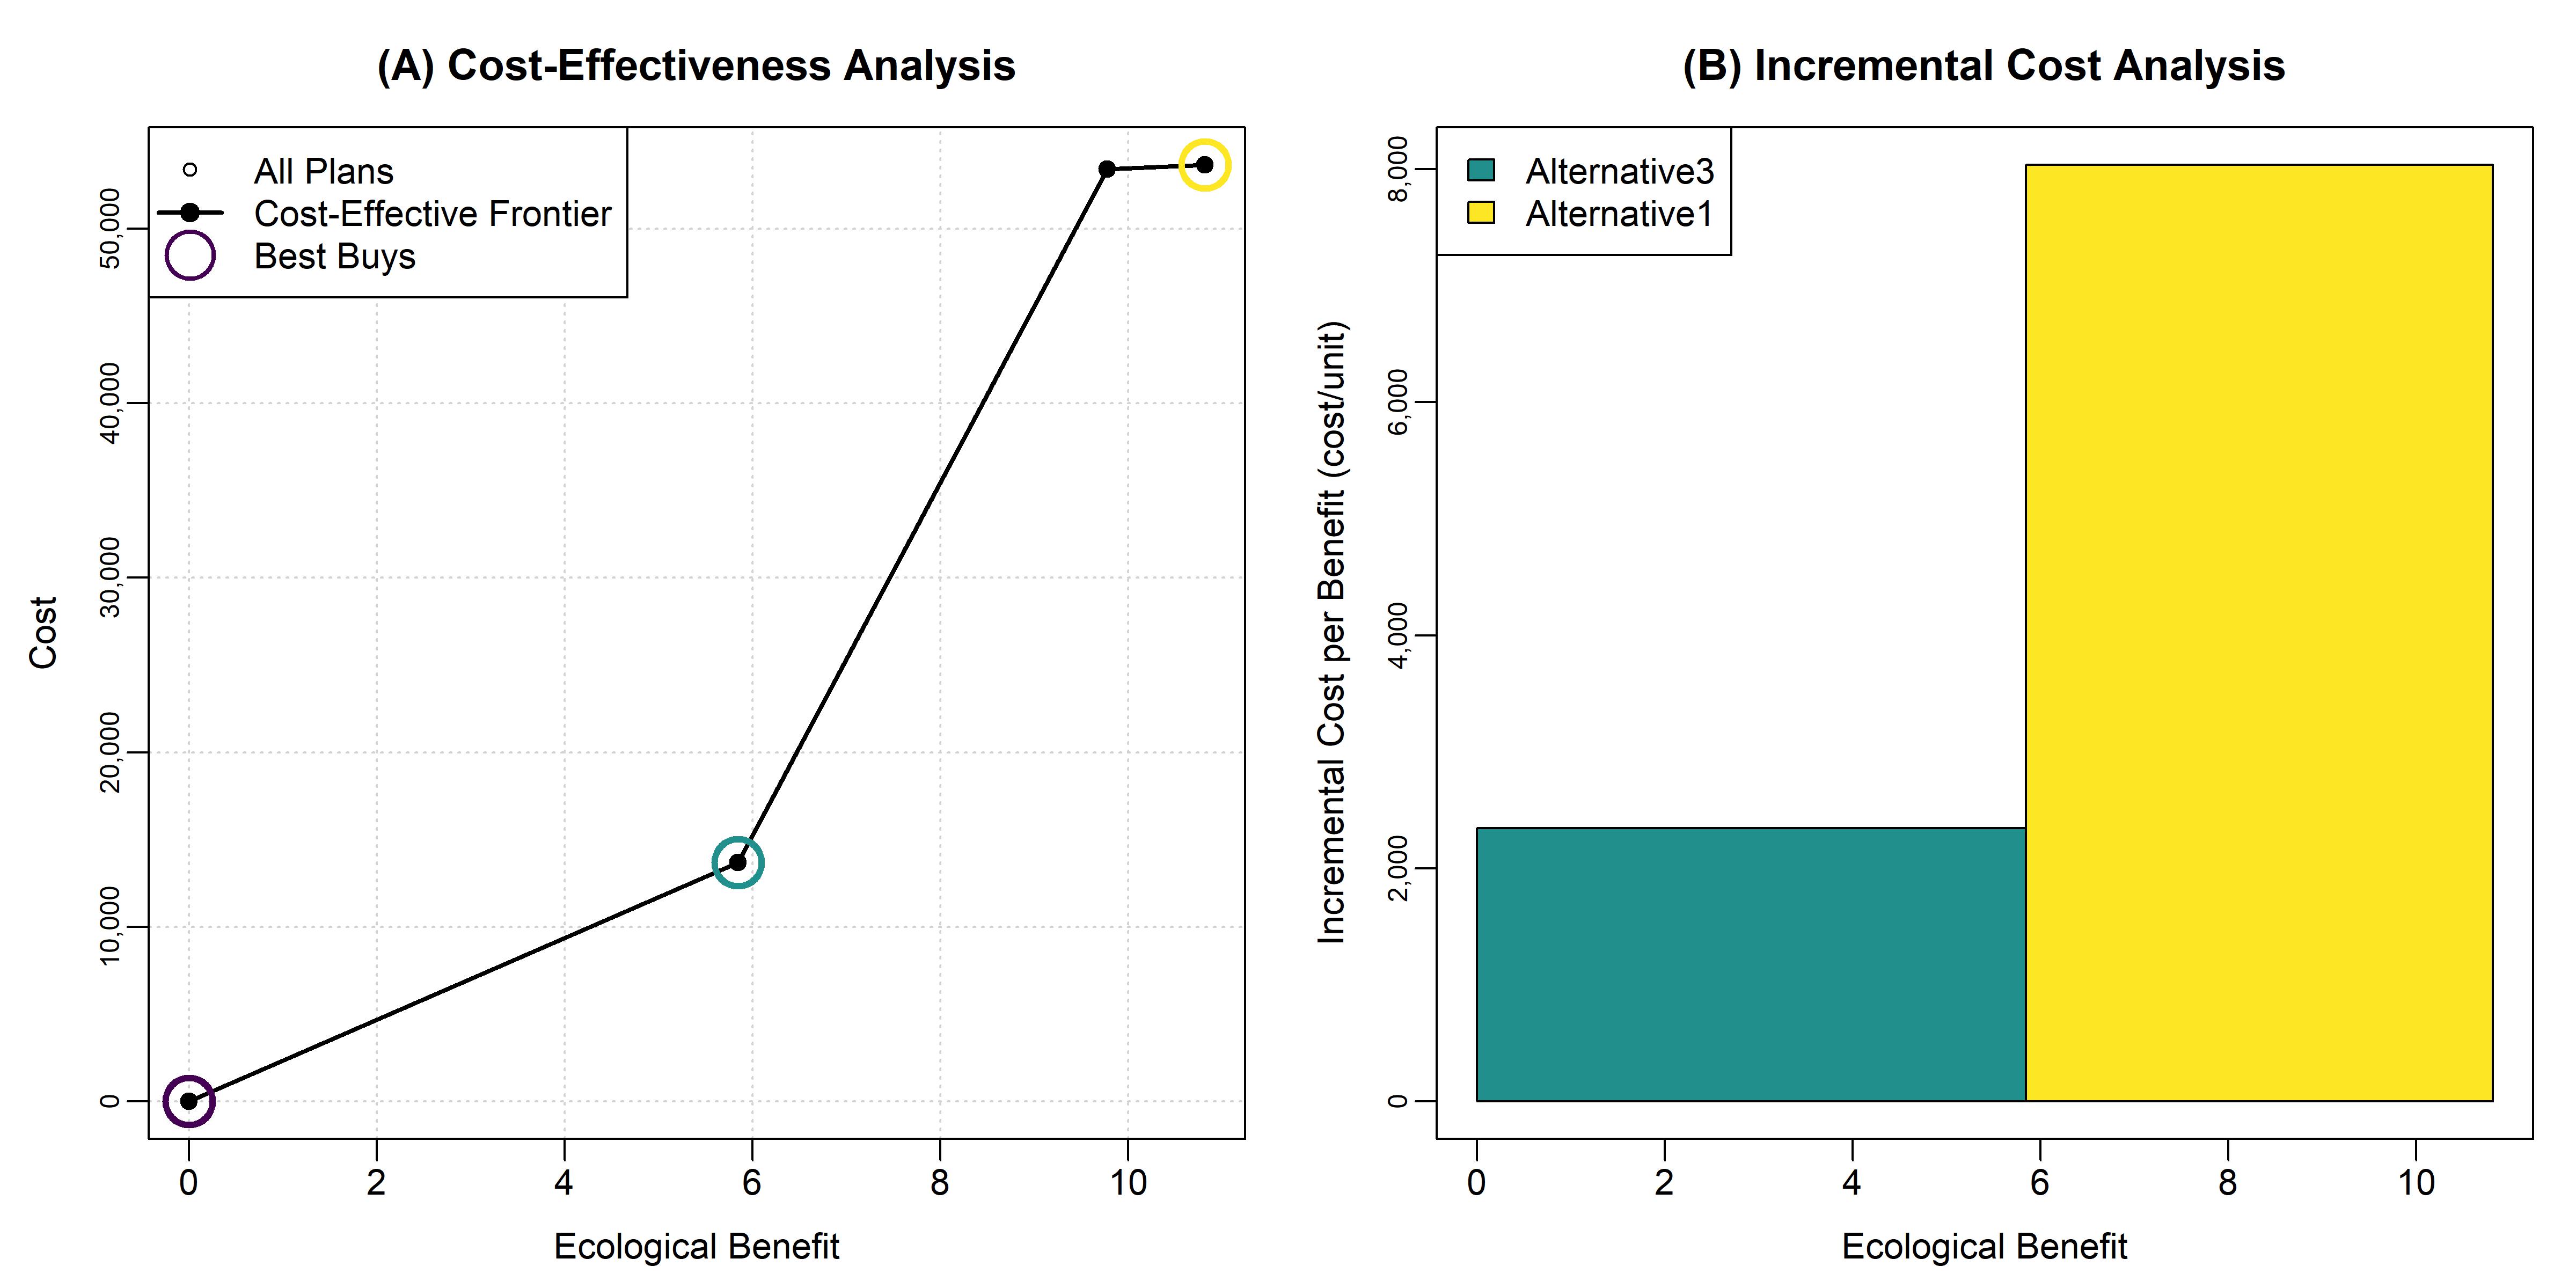 (A) Cost-Effectiveness Analysis
All Plans
Cost-Effective Frontier
Best Buys
Cost
50,000
40,000
30,000
20,000
10,000
0
0 2 4 6 8 10
Ecological Benefit
(B) Incremental Cost Analysis
Alternative3
Alternative1
Incremental Cost per Benefit (cost/unit)
8,000
6,000
4,000
2,000
0
0 2 4 6 8 10
Ecological Benefit